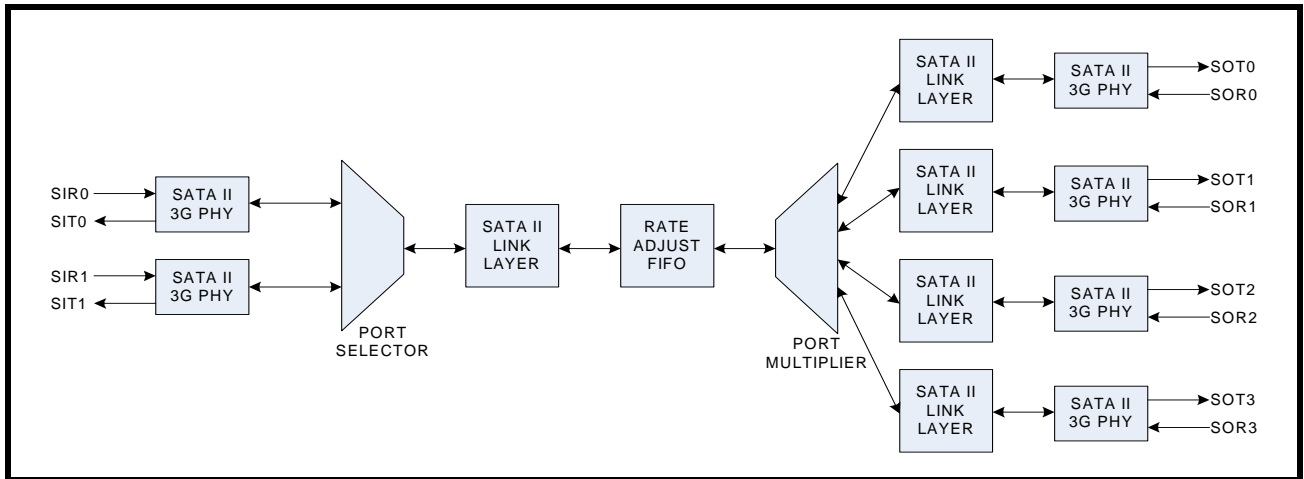 SIR0
SIT0
SATA II
3G PHY
SIR1
SIT1
SATA II
3G PHY
PORT
SELECTOR
SATA II
LINK
LAYER
RATE
ADJUST
FIFO
PORT
MULTIPLIER
SATA II
LINK
LAYER
SATA II
3G PHY
SOT0
SOR0
SATA II
LINK
LAYER
SATA II
3G PHY
SOT1
SOR1
SATA II
LINK
LAYER
SATA II
3G PHY
SOT2
SOR2
SATA II
LINK
LAYER
SATA II
3G PHY
SOT3
SOR3